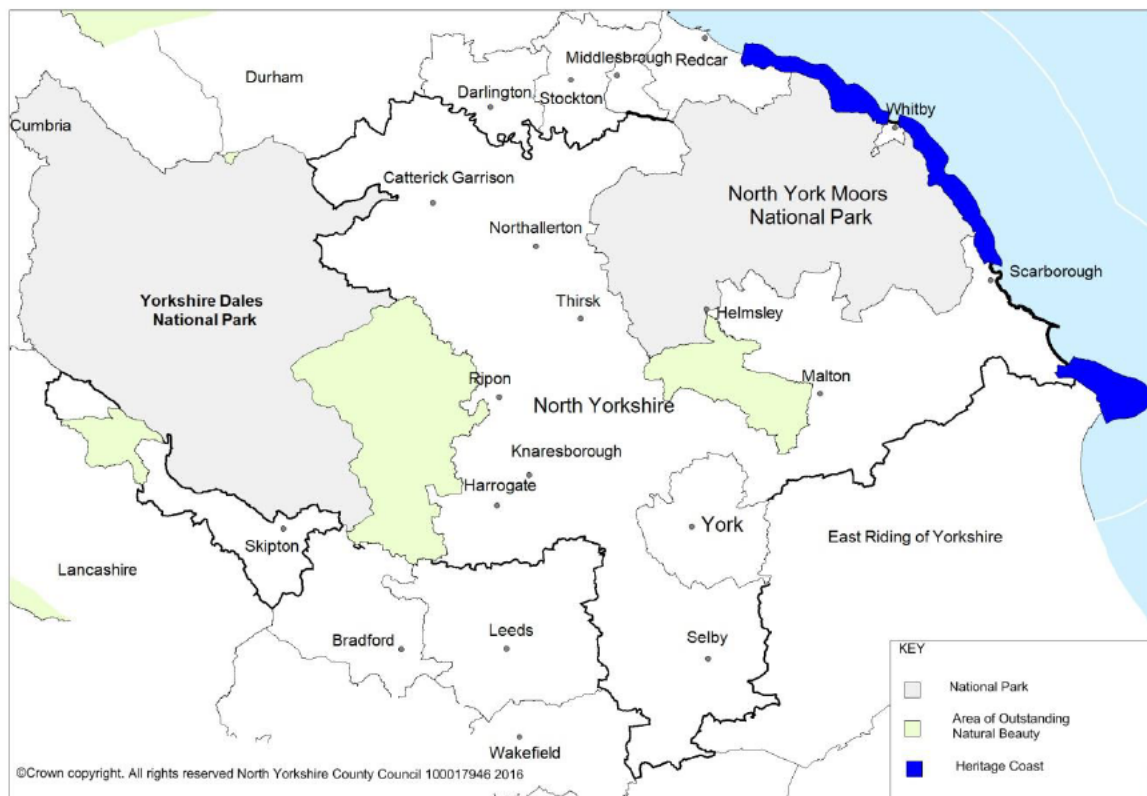 Durham
Middlesbrough
Redcar
Darlington
Stockton
Cumbria
Whitby
Catterick Garrison
North York Moors
National Park
Northallerton
Scarborough
Yorkshire Dales
National Park
Thirsk
Helmsley
Ripon
North Yorkshire
Malton
Knaresborough
Harrogate
York
Skipton
East Riding of Yorkshire
Lancashire
Bradford
Leeds
Selby
KEY
National Park
Area of Outstanding
Natural Beauty
Heritage Coast
Wakefield
©Crown copyright. All rights reserved North Yorkshire County Council 100017946 2016